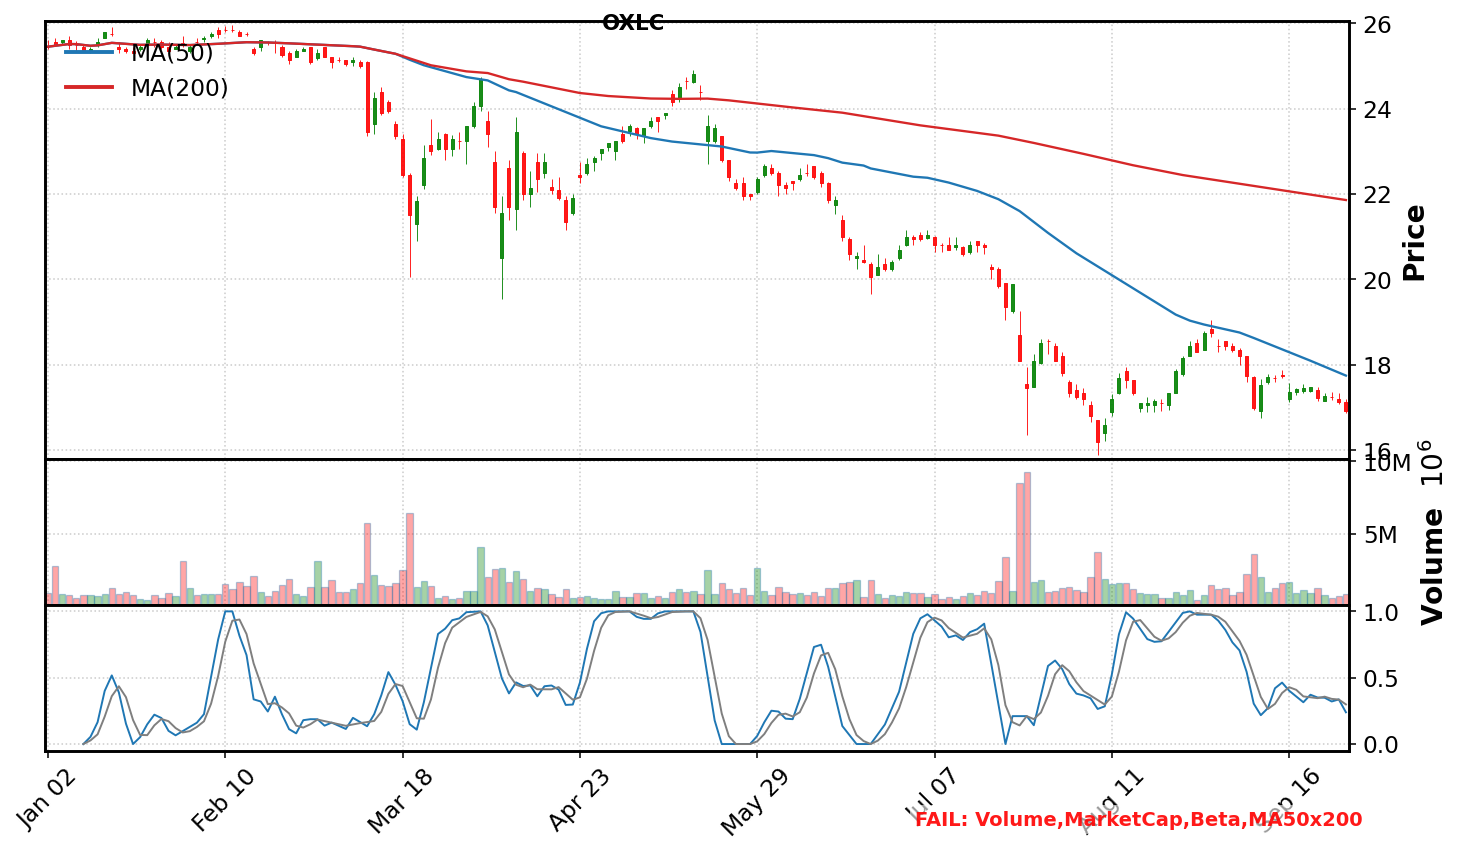 OXLC
MA(50)
MA(200)
26
24
22
20
18
16
Price
10M
5M
Volume 10^6
1.0
0.5
0.0
Jan 02
Feb 10
Mar 18
Apr 23
May 29
Jul 07
Aug 11
Sep 16
FAIL: Volume,MarketCap,Beta,MA50x200